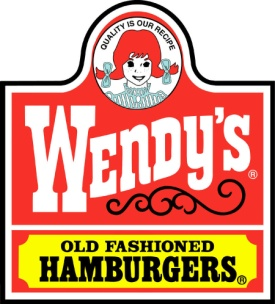 QUALITY IS OUR RECIPE
WENDY'S®
OLD FASHIONED
HAMBURGERS®